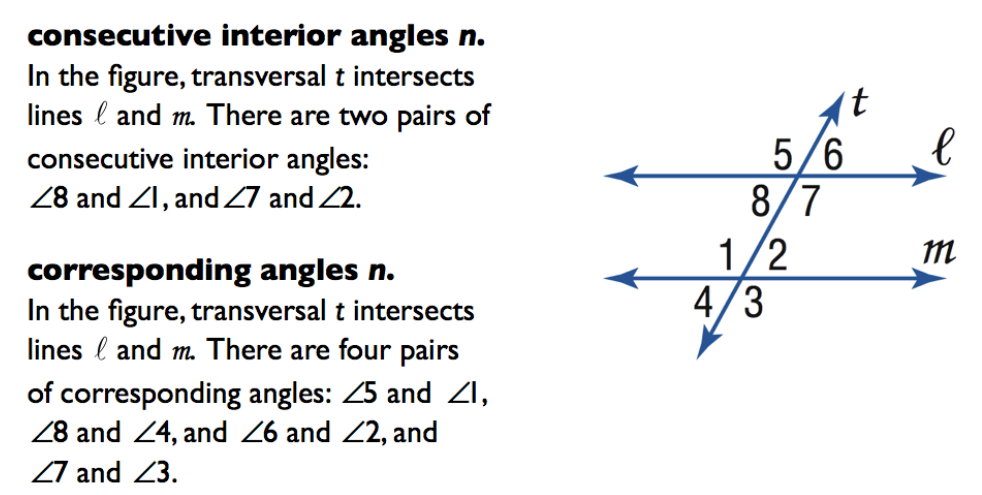 consecutive interior angles n.
In the figure, transversal t intersects
lines ℓ and m. There are two pairs of
consecutive interior angles:
∠8 and ∠1, and ∠7 and ∠2.
corresponding angles n.
In the figure, transversal t intersects
lines ℓ and m. There are four pairs
of corresponding angles: ∠5 and ∠1,
∠8 and ∠4, and ∠6 and ∠2, and
∠7 and ∠3.
t
5 6 ℓ
8 7
1 2 m
4 3